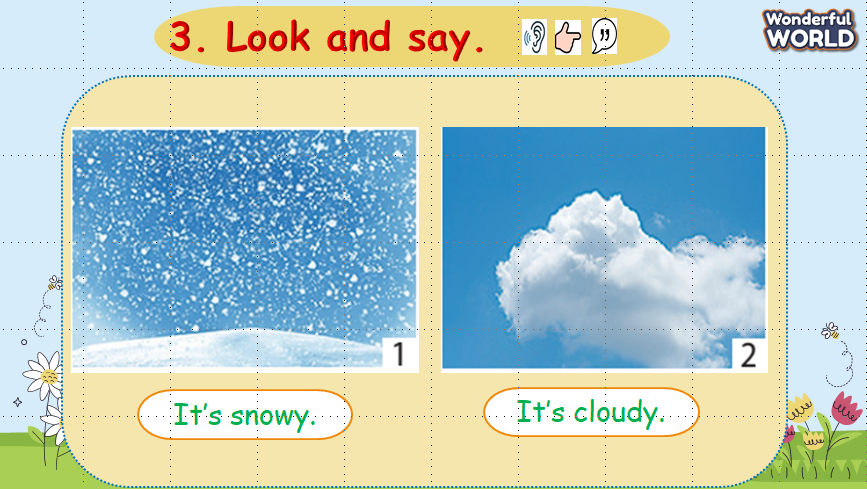 3. Look and say.
Wonderful
WORLD
1
2
It's snowy.
It's cloudy.